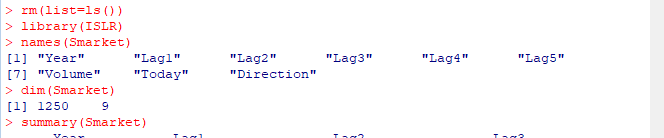 > rm(list=ls())
> library(ISLR)
> names(Smarket)
[1] "Year"      "Lag1"      "Lag2"      "Lag3"      "Lag4"      "Lag5"
[7] "Volume"    "Today"     "Direction"
> dim(Smarket)
[1] 1250    9
> summary(Smarket)
Year Lag1 Lag2 Lag3